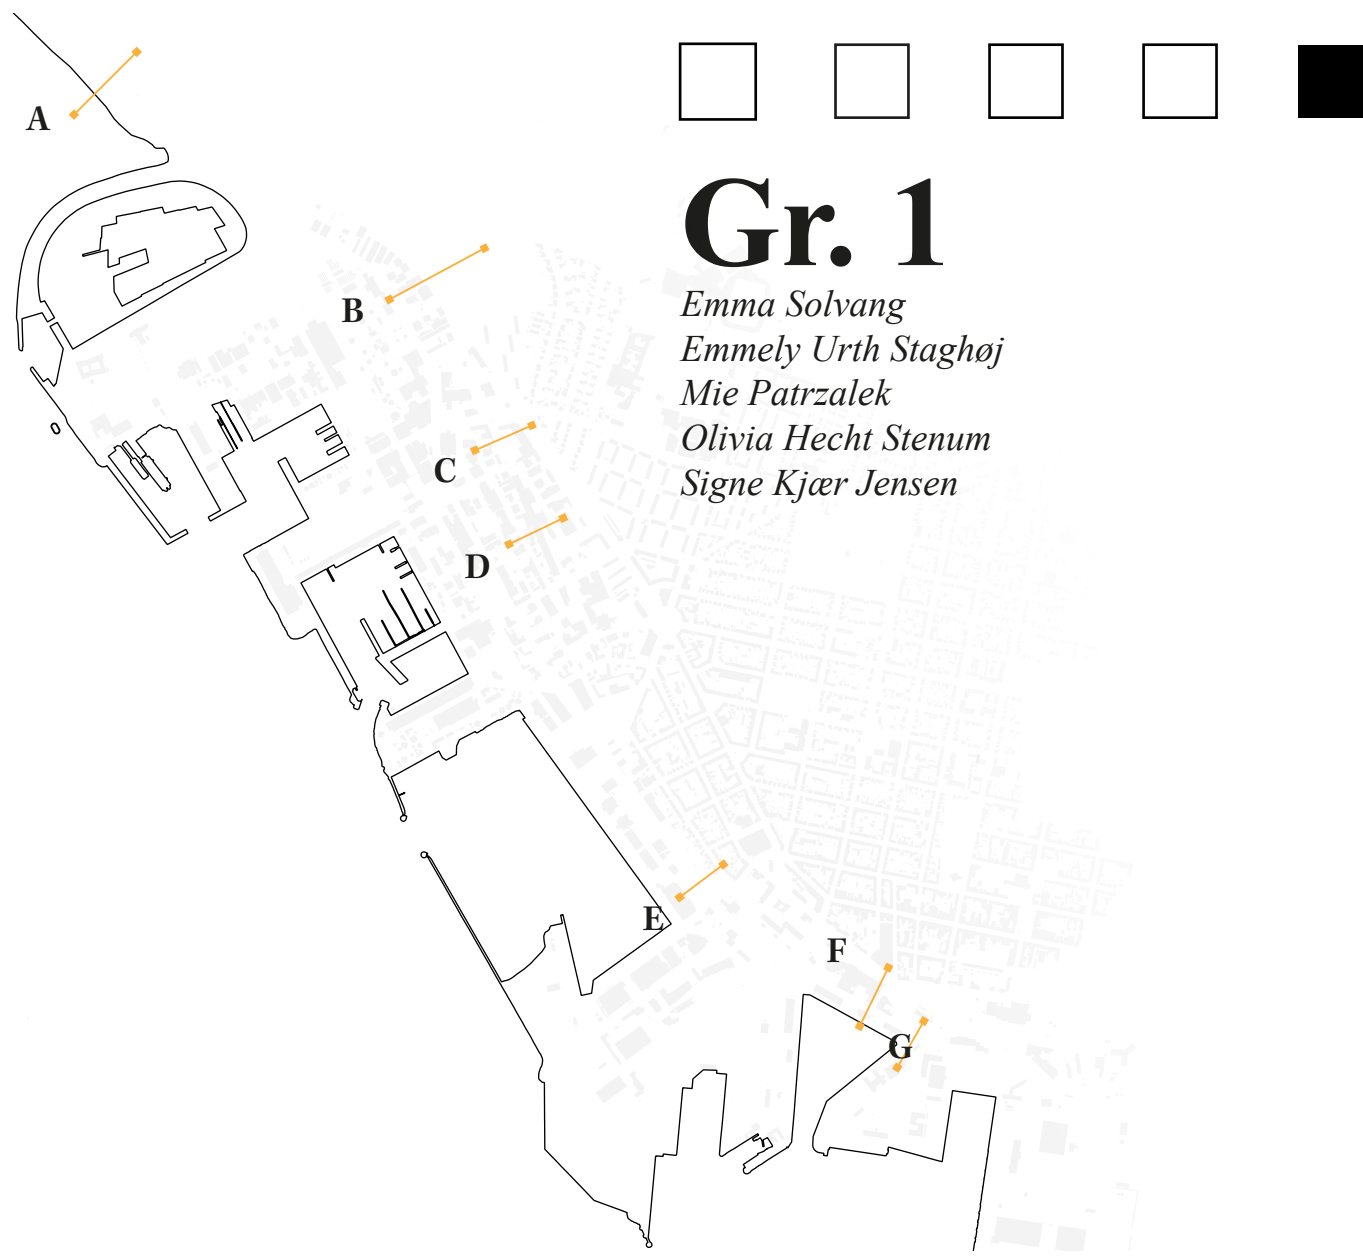 Gr. 1
Emma Solvang
Emmely Urth Staghøj
Mie Patrzalek
Olivia Hecht Stenum
Signe Kjær Jensen
A
B
C
D
E
F
G